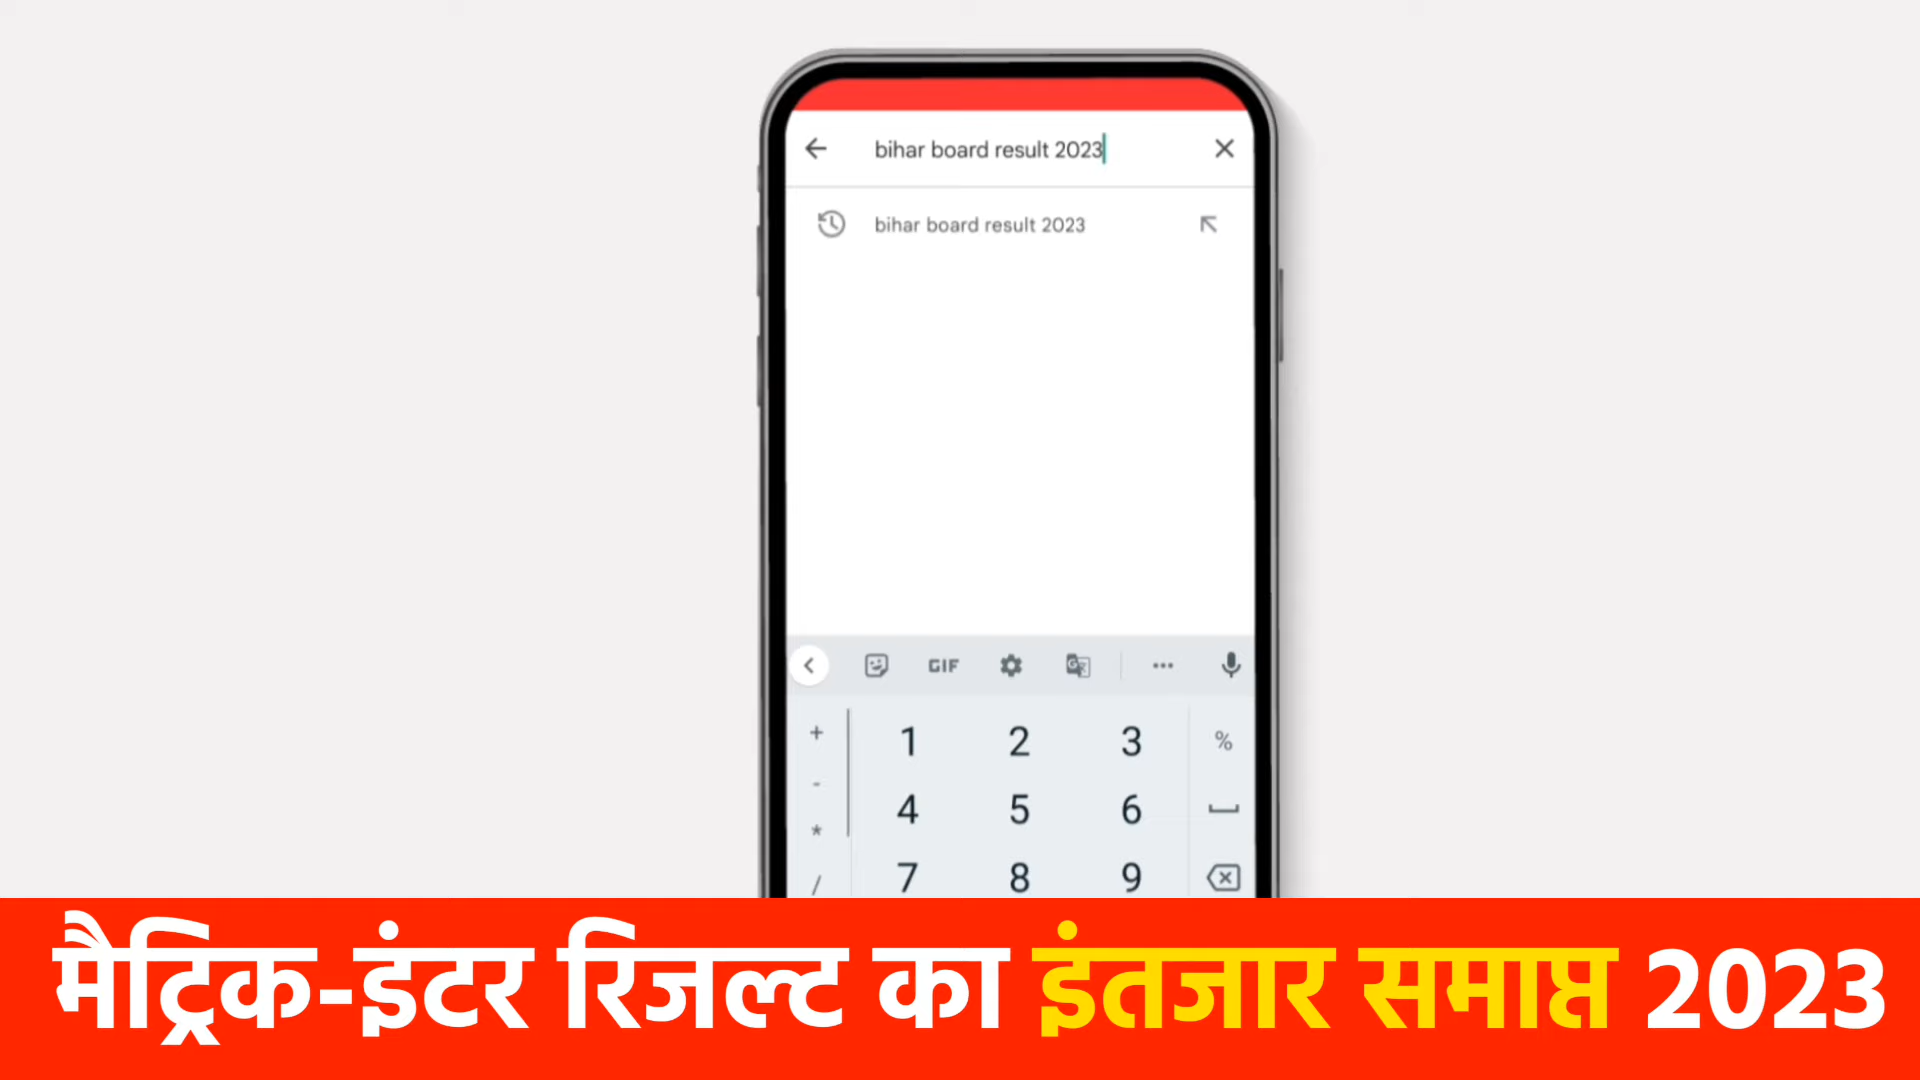 bihar board result 2023
bihar board result 2023
GIF
+ 1 2 3 %
-
4 5 6
*
7 8 9
/
मैट्रिक-इंटर रिजल्ट का इंतजार समाप्त 2023